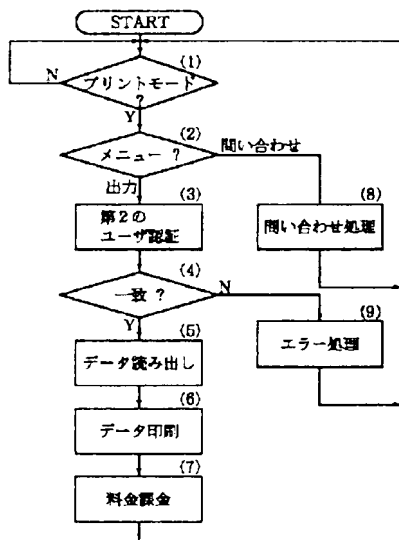 START
(1)
N
プリントモード
?
Y
(2)
メニュー ?
問い合わせ
出力
(3)
第2の
ユーザ認証
(8)
問い合わせ処理
(4)
一致 ?
N
Y
(9)
エラー処理
(5)
データ読み出し
(6)
データ印刷
(7)
料金課金